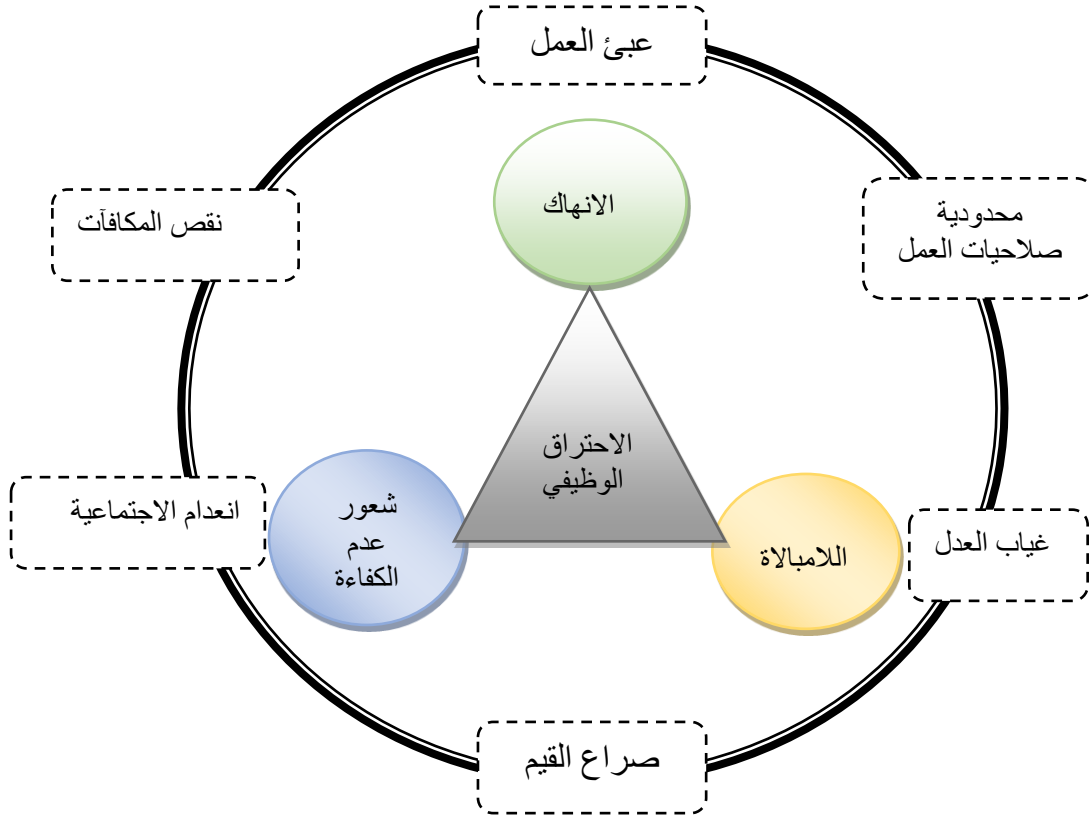 عبئ العمل
الانهاك
محدودية
صلاحيات العمل
نقص المكافآت
الاحتراق
الوظيفي
شعور
عدم
الكفاءة
اللامبالاة
غياب العدل
انعدام الاجتماعية
صراع القيم